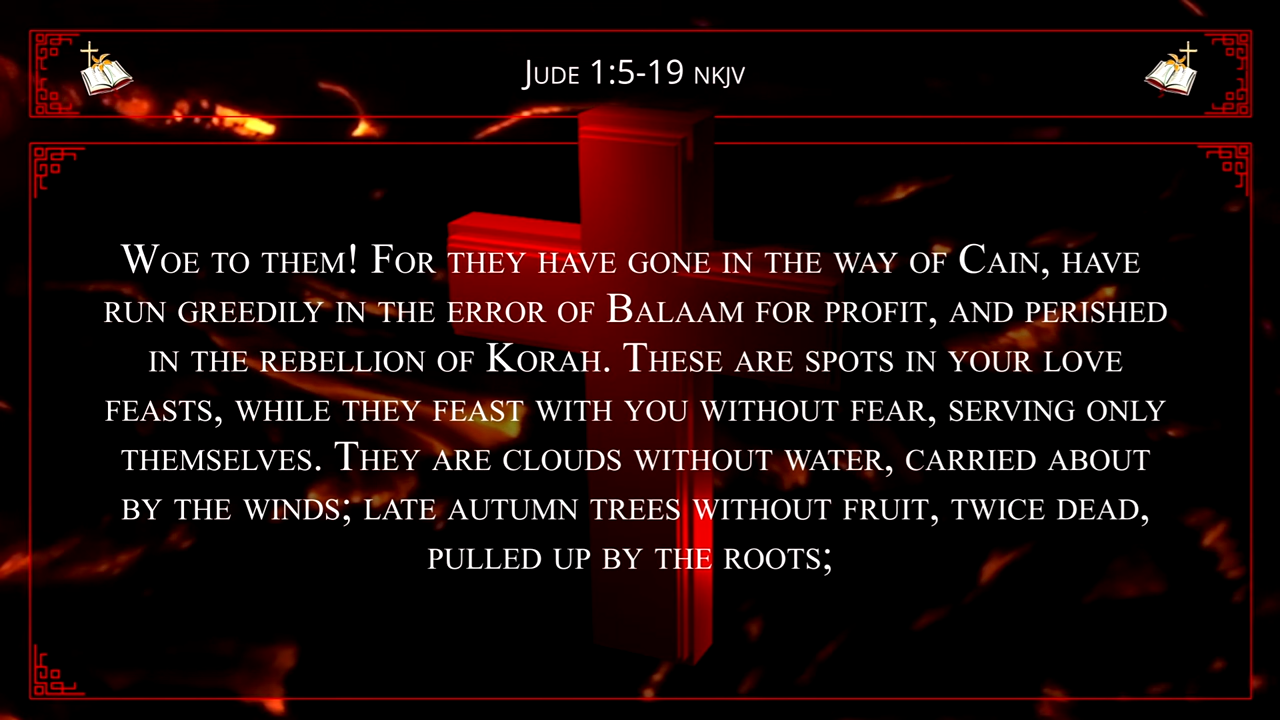 Jude 1:5-19 NKJV
Woe to them! For they have gone in the way of Cain, have
run greedily in the error of Balaam for profit, and perished
in the rebellion of Korah. These are spots in your love
feasts, while they feast with you without fear, serving only
themselves. They are clouds without water, carried about
by the winds; late autumn trees without fruit, twice dead,
pulled up by the roots;